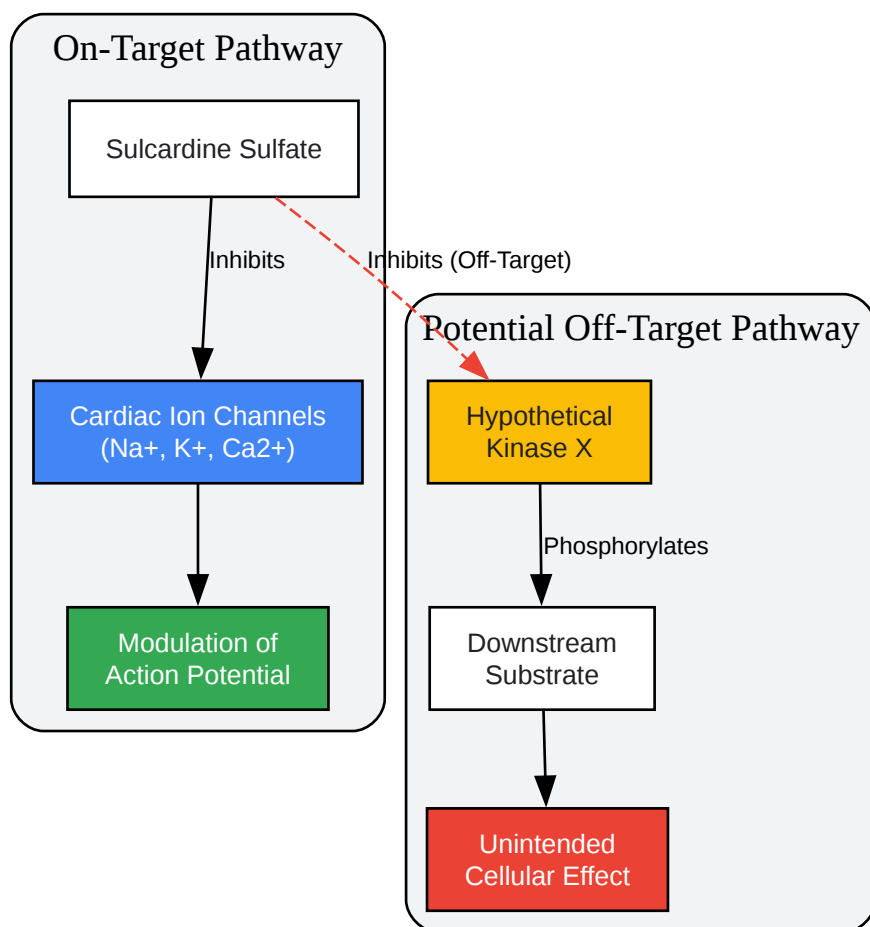 On-Target Pathway
Sulcardine Sulfate
Inhibits
Inhibits (Off-Target)
Cardiac Ion Channels
(Na+, K+, Ca2+)
Modulation of
Action Potential
Potential Off-Target Pathway
Hypothetical
Kinase X
Phosphorylates
Downstream
Substrate
Unintended
Cellular Effect